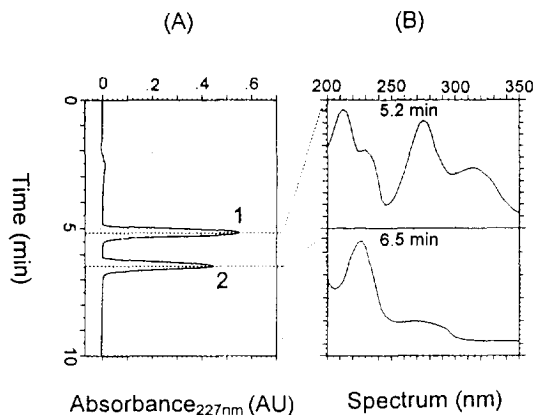 (A)
(B)
0 .2 .4 .6
200 250 300 350
0
5
10
Time (min)
1
2
5.2 min
6.5 min
Absorbance227nm (AU)
Spectrum (nm)